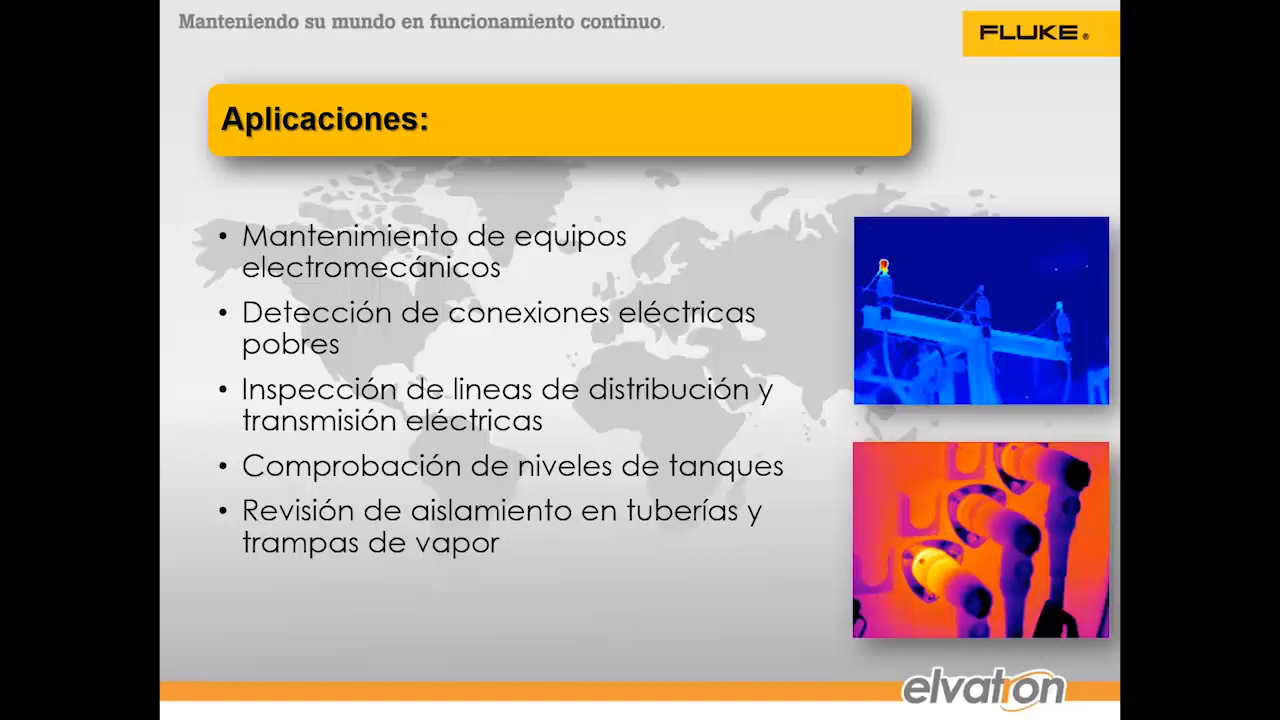 Manteniendo su mundo en funcionamiento continuo.
FLUKE®
Aplicaciones:
• Mantenimiento de equipos
electromecánicos
• Detección de conexiones eléctricas
pobres
• Inspección de lineas de distribución y
transmisión eléctricas
• Comprobación de niveles de tanques
• Revisión de aislamiento en tuberías y
trampas de vapor
elvatron